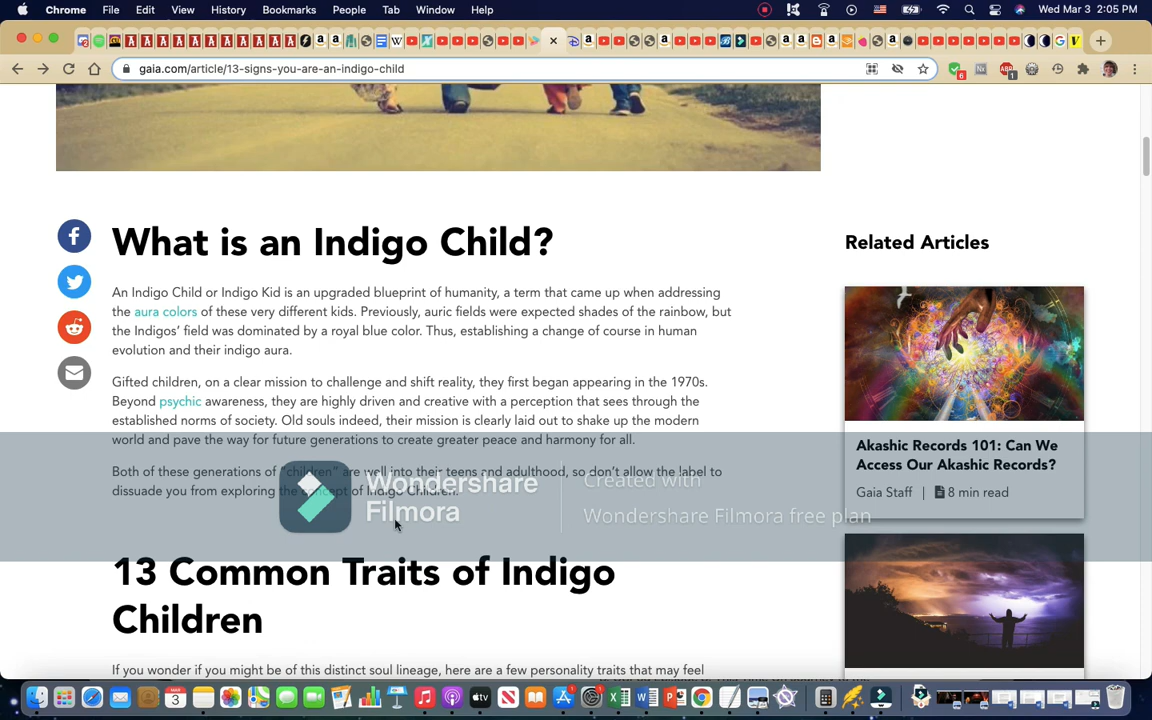 Chrome File Edit View History Bookmarks People Tab Window Help
Wed Mar 3 2:05 PM
gaia.com/article/13-signs-you-are-an-indigo-child
What is an Indigo Child?
An Indigo Child or Indigo Kid is an upgraded blueprint of humanity, a term that came up when addressing
the aura colors of these very different kids. Previously, auric fields were expected shades of the rainbow, but
the Indigos' field was dominated by a royal blue color. Thus, establishing a change of course in human
evolution and their indigo aura.
Gifted children, on a clear mission to challenge and shift reality, they first began appearing in the 1970s.
Beyond psychic awareness, they are highly driven and creative with a perception that sees through the
established norms of society. Old souls indeed, their mission is clearly laid out to shake up the modern
world and pave the way for future generations to create greater peace and harmony for all.
Both of these generations of "children" are well into their teens and adulthood, so don't allow the label to
dissuade you from exploring the concept of Indigo Children.
13 Common Traits of Indigo
Children
If you wonder if you might be of this distinct soul lineage, here are a few personality traits that may feel
Related Articles
Akashic Records 101: Can We
Access Our Akashic Records?
Gaia Staff | 8 min read
Wondershare
Filmora
Created with
Wondershare Filmora free plan